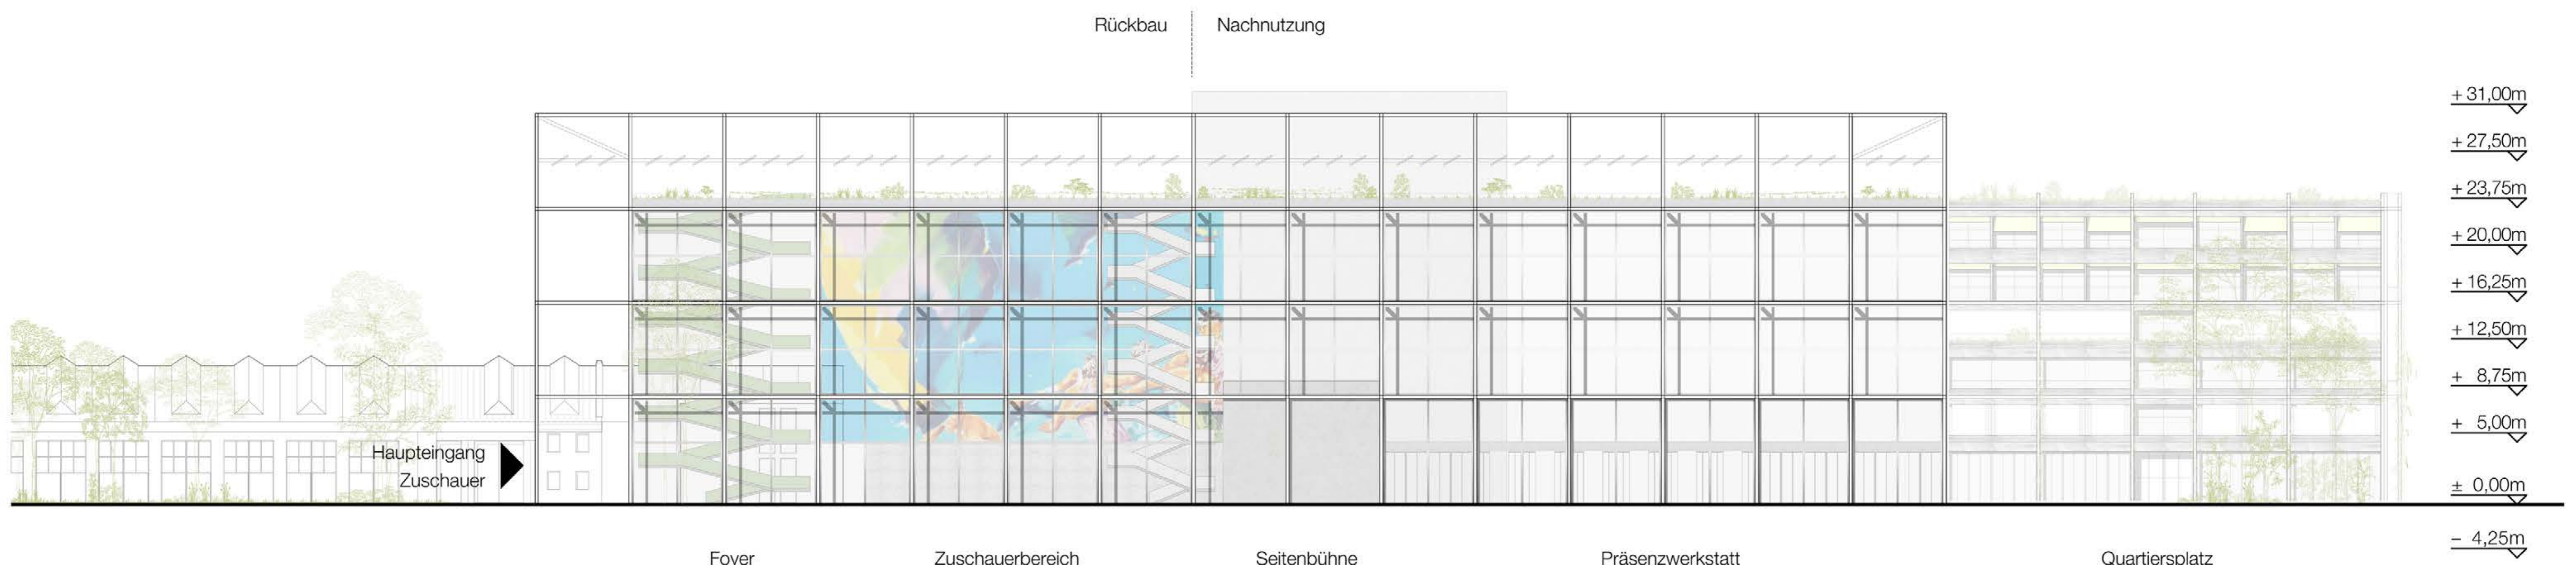 Rückbau
Nachnutzung
+ 31,00m
+ 27,50m
+ 23,75m
+ 20,00m
+ 16,25m
+ 12,50m
+ 8,75m
+ 5,00m
Haupteingang
Zuschauer
± 0,00m
− 4,25m
Foyer
Zuschauerbereich
Seitenbühne
Präsenzwerkstatt
Quartiersplatz